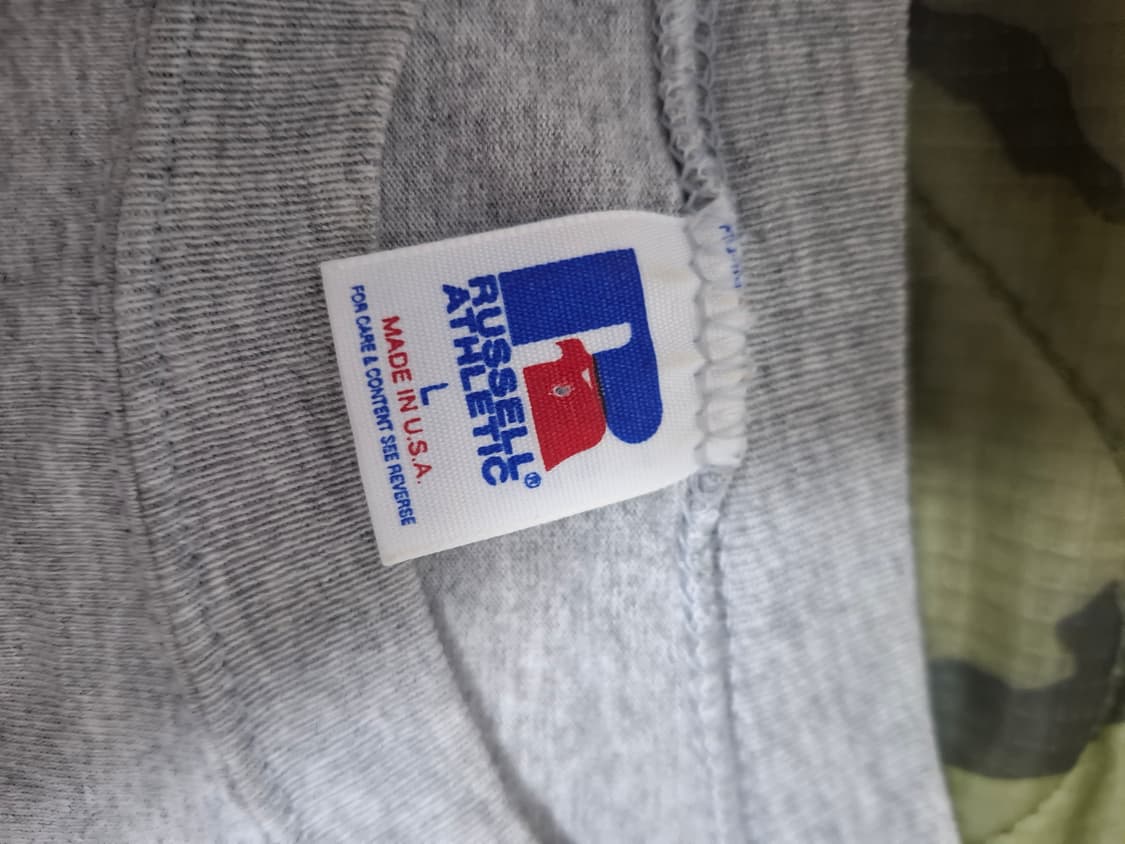 RUSSELL®
ATHLETIC
L
MADE IN U.S.A.
FOR CARE & CONTENT SEE REVERSE